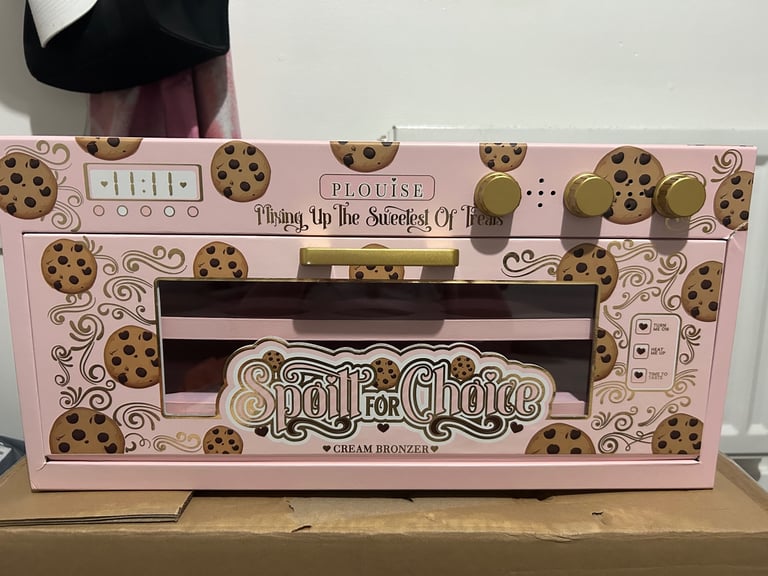 11:11
PLOUISE
Mixing Up The Sweetest Of Treats
TURN
ME ON
HEAT
ME UP
TIME TO
Spoilt FOR Choice
CREAM BRONZER